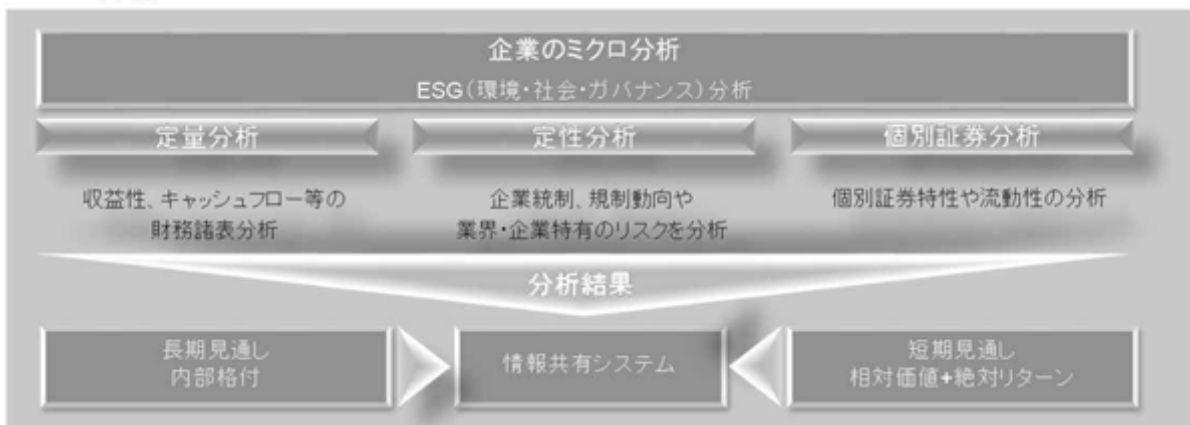 企業のミクロ分析
ESG(環境・社会・ガバナンス)分析
定量分析
定性分析
個別証券分析
収益性、キャッシュフロー等の
財務諸表分析
企業統制、規制動向や
業界・企業特有のリスクを分析
個別証券特性や流動性の分析
分析結果
長期見通し
内部格付
情報共有システム
短期見通し
相対価値+絶対リターン